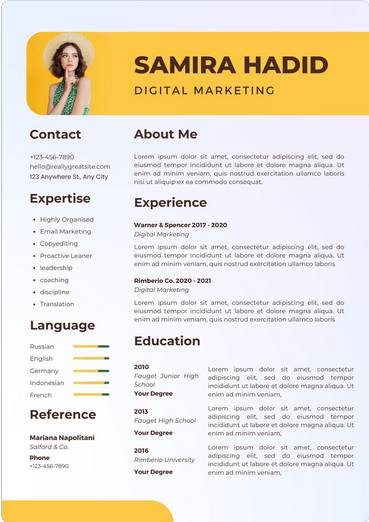 SAMIRA HADID
DIGITAL MARKETING
Contact
+123-456-7890
hello@reallygreatsite.com
123 Anywhere St., Any City
Expertise
• Highly Organised
• Email Marketing
• Copyediting
• Proactive Leaner
• leadership
• coaching
• discipline
• Translation
Language
Russian
English
Germany
Indonesian
French
Reference
Mariana Napolitani
Salford & Co.
Phone
+123-456-7890
About Me
Lorem ipsum dolor sit amet, consectetur adipiscing elit, sed do
eiusmod tempor incididunt ut labore et dolore magna aliqua. Ut
enim ad minim veniam, quis nostrud exercitation ullamco laboris
nisi ut aliquip ex ea commodo consequat.
Experience
Warner & Spencer 2017 - 2020
Digital Marketing
Lorem ipsum dolor sit amet, consectetur adipiscing elit, sed do
eiusmod tempor incididunt ut labore et dolore magna aliqua. Ut
enim ad minim veniam, quis nostrud exercitation ullamco laboris
Rimberio Co. 2020 - 2021
Digital Marketing
Lorem ipsum dolor sit amet, consectetur adipiscing elit, sed do
eiusmod tempor incididunt ut labore et dolore magna aliqua. Ut
enim ad minim veniam, quis nostrud exercitation ullamco laboris
Education
2010
Fauget Junior High
School
Your Degree
Lorem ipsum dolor sit amet, consectetur
adipiscing elit, sed do eiusmod tempor
incididunt ut labore et dolore magna aliqua. Ut
enim ad minim veniam,
2013
Fauget High School
Your Degree
Lorem ipsum dolor sit amet, consectetur
adipiscing elit, sed do eiusmod tempor
incididunt ut labore et dolore magna aliqua. Ut
enim ad minim veniam,
2016
Rimberio University
Your Degree
Lorem ipsum dolor sit amet, consectetur
adipiscing elit, sed do eiusmod tempor
incididunt ut labore et dolore magna aliqua. Ut
enim ad minim veniam,